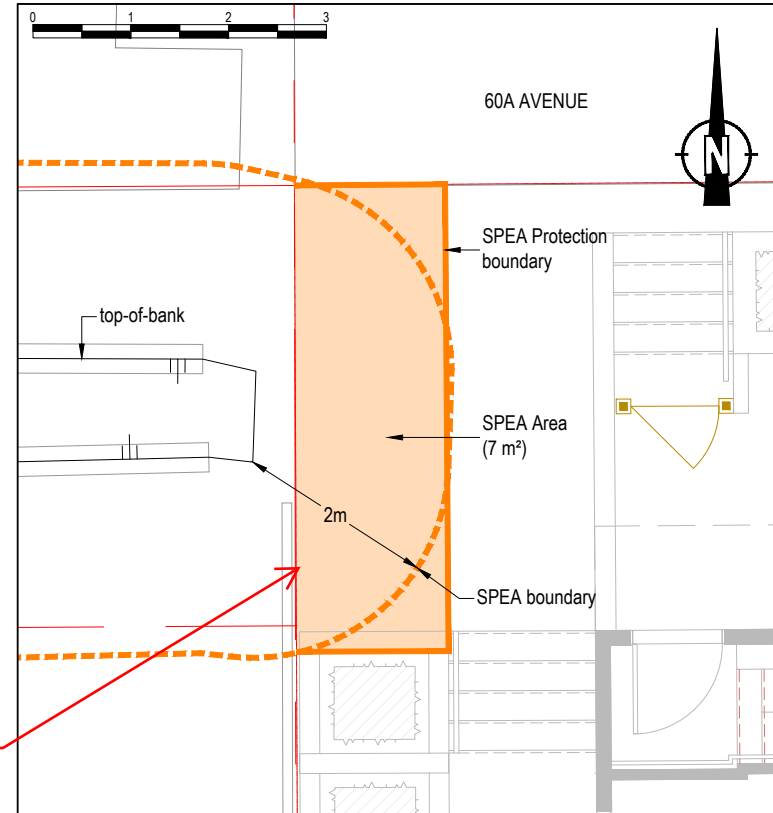 0 1 2 3
60A AVENUE
N
SPEA Protection
boundary
top-of-bank
SPEA Area
(7 m²)
2m
SPEA boundary